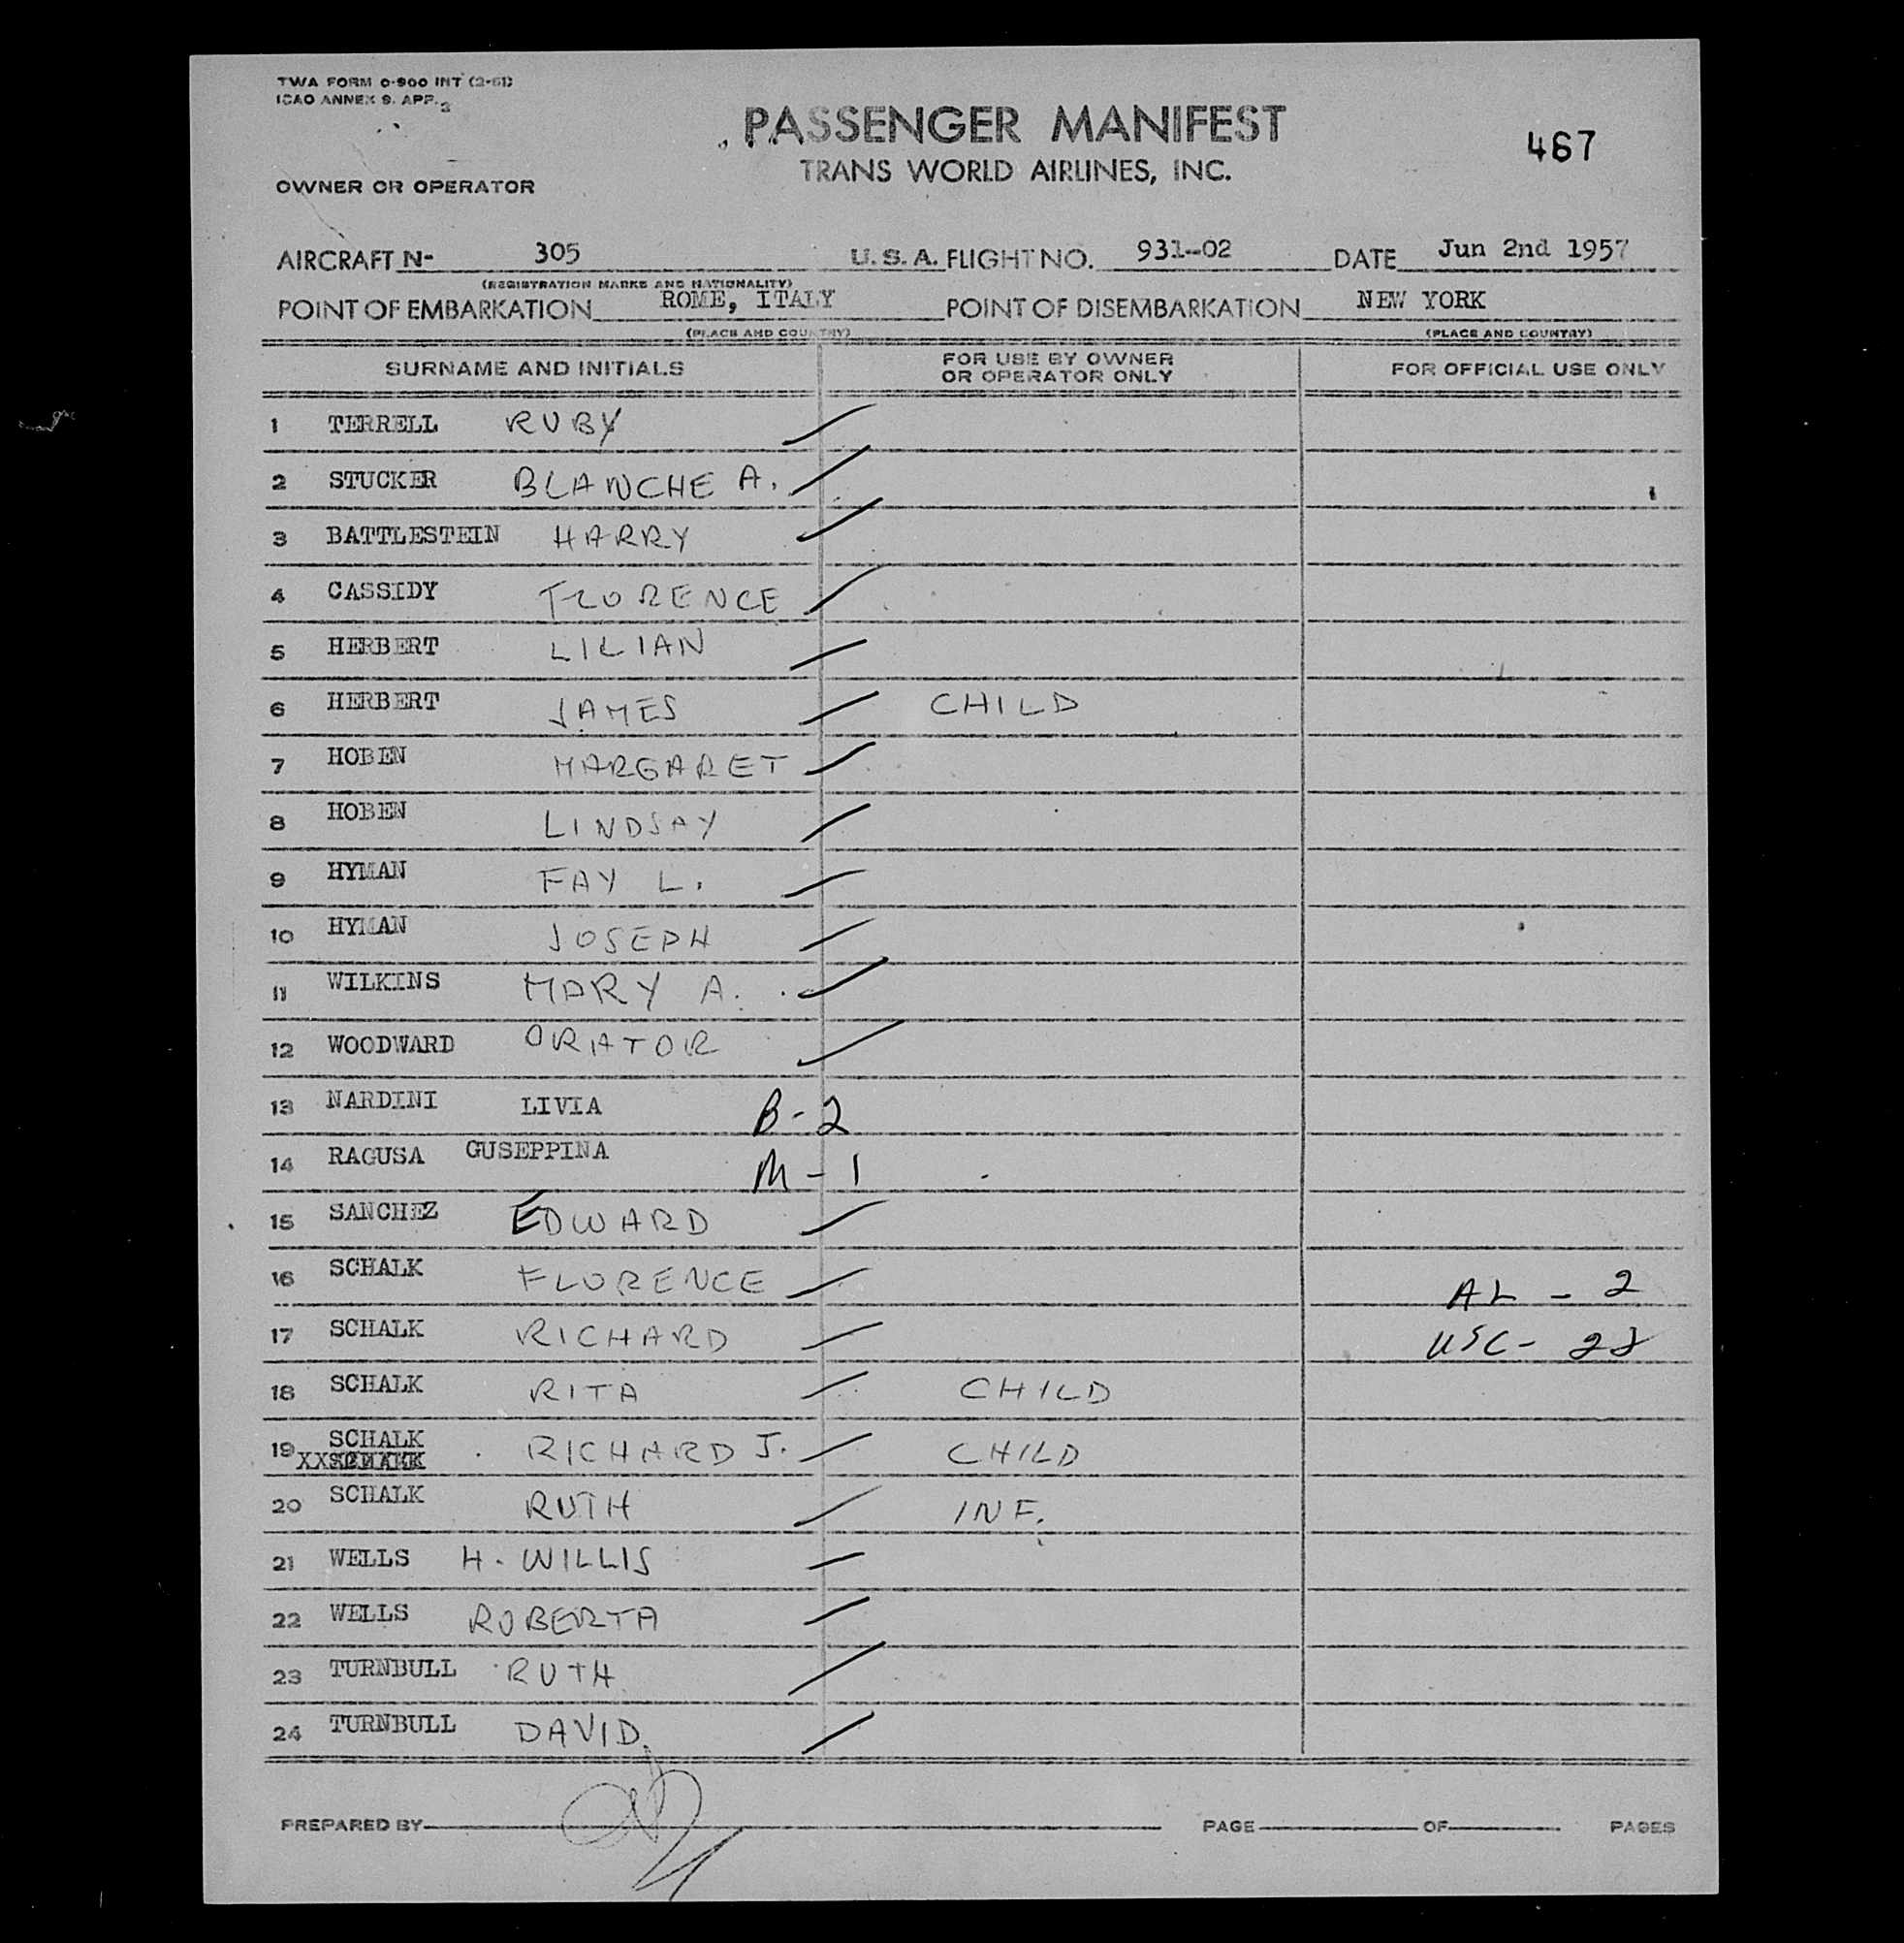 TWA FORM 0-900 INT (2-51)
ICAO ANNEX 9. APP. 2
PASSENGER MANIFEST
467
TRANS WORLD AIRLINES, INC.
OWNER OR OPERATOR
AIRCRAFT N- 305 U. S. A. FLIGHT NO. 931-02 DATE Jun 2nd 1957
(REGISTRATION MARKS AND NATIONALITY)
POINT OF EMBARKATION ROME, ITALY POINT OF DISEMBARKATION NEW YORK
(PLACE AND COUNTRY) (PLACE AND COUNTRY)
SURNAME AND INITIALS FOR USE BY OWNER OR OPERATOR ONLY FOR OFFICIAL USE ONLY
1 TERRELL RUBY
2 STUCKER BLANCHE A.
3 BATTLESTEIN HARRY
4 CASSIDY FLORENCE
5 HERBERT LILIAN
6 HERBERT JAMES CHILD
7 HOBEN MARGARET
8 HOBEN LINDSAY
9 HYMAN FAY L.
10 HYMAN JOSEPH
11 WILKINS MARY A.
12 WOODWARD ORATOR
13 NARDINI LIVIA B-2
14 RAGUSA GUSEPPINA M-1
15 SANCHEZ EDWARD
16 SCHALK FLORENCE AL - 2
17 SCHALK RICHARD USC - 22
18 SCHALK RITA CHILD
19 SCHALK RICHARD J. CHILD
20 SCHALK RUTH INF.
21 WELLS H. WILLIS
22 WELLS ROBERTA
23 TURNBULL RUTH
24 TURNBULL DAVID.
PREPARED BY PAGE OF PAGES